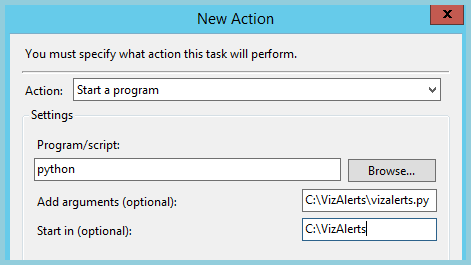 New Action
x
You must specify what action this task will perform.
Action: Start a program
Settings
Program/script:
python
Browse...
Add arguments (optional): C:\VizAlerts\vizalerts.py
Start in (optional): C:\VizAlerts